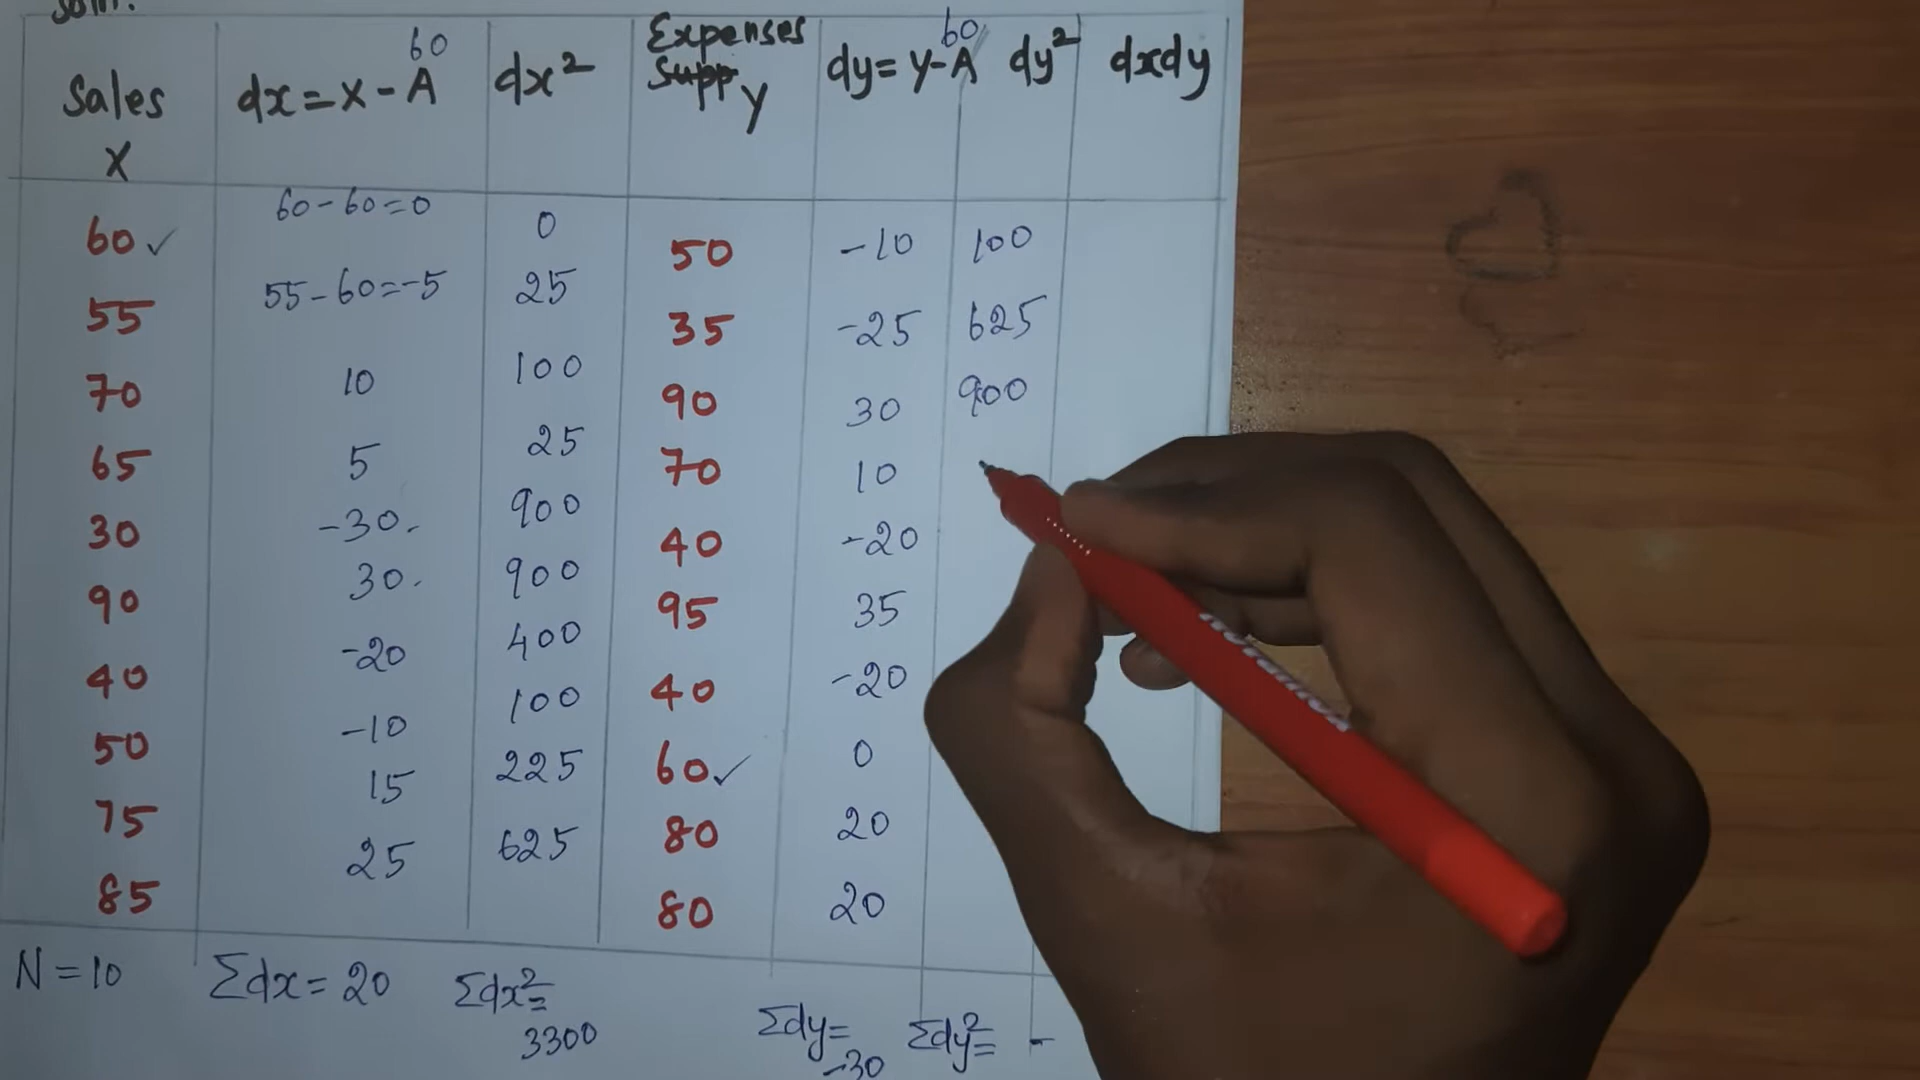 Soln:
Sales X | dx = x - A 60 | dx² | Expenses Supp Y | dy = y - A 60 | dy² | dxdy
60 ✓ | 60-60=0 | 0 | 50 | -10 | 100
55 | 55-60=-5 | 25 | 35 | -25 | 625
70 | 10 | 100 | 90 | 30 | 900
65 | 5 | 25 | 70 | 10
30 | -30. | 900 | 40 | -20
90 | 30. | 900 | 95 | 35
40 | -20 | 400 | 40 | -20
50 | -10 | 100 | 60 ✓ | 0
75 | 15 | 225 | 80 | 20
85 | 25 | 625 | 80 | 20
N = 10 | Σdx = 20 | Σdx² = 3300 | Σdy = -30 | Σdy² = -